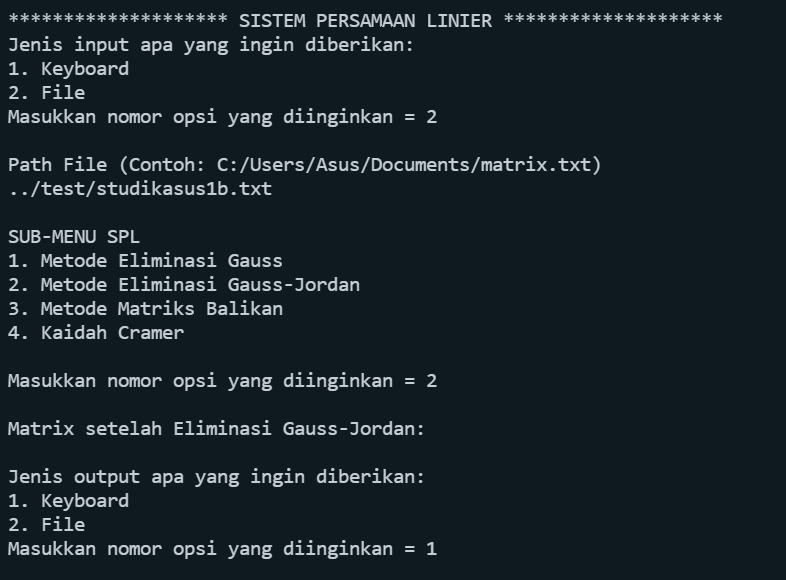 ******************** SISTEM PERSAMAAN LINIER ********************
Jenis input apa yang ingin diberikan:
1. Keyboard
2. File
Masukkan nomor opsi yang diinginkan = 2
Path File (Contoh: C:/Users/Asus/Documents/matrix.txt)
../test/studikasus1b.txt
SUB-MENU SPL
1. Metode Eliminasi Gauss
2. Metode Eliminasi Gauss-Jordan
3. Metode Matriks Balikan
4. Kaidah Cramer
Masukkan nomor opsi yang diinginkan = 2
Matrix setelah Eliminasi Gauss-Jordan:
Jenis output apa yang ingin diberikan:
1. Keyboard
2. File
Masukkan nomor opsi yang diinginkan = 1